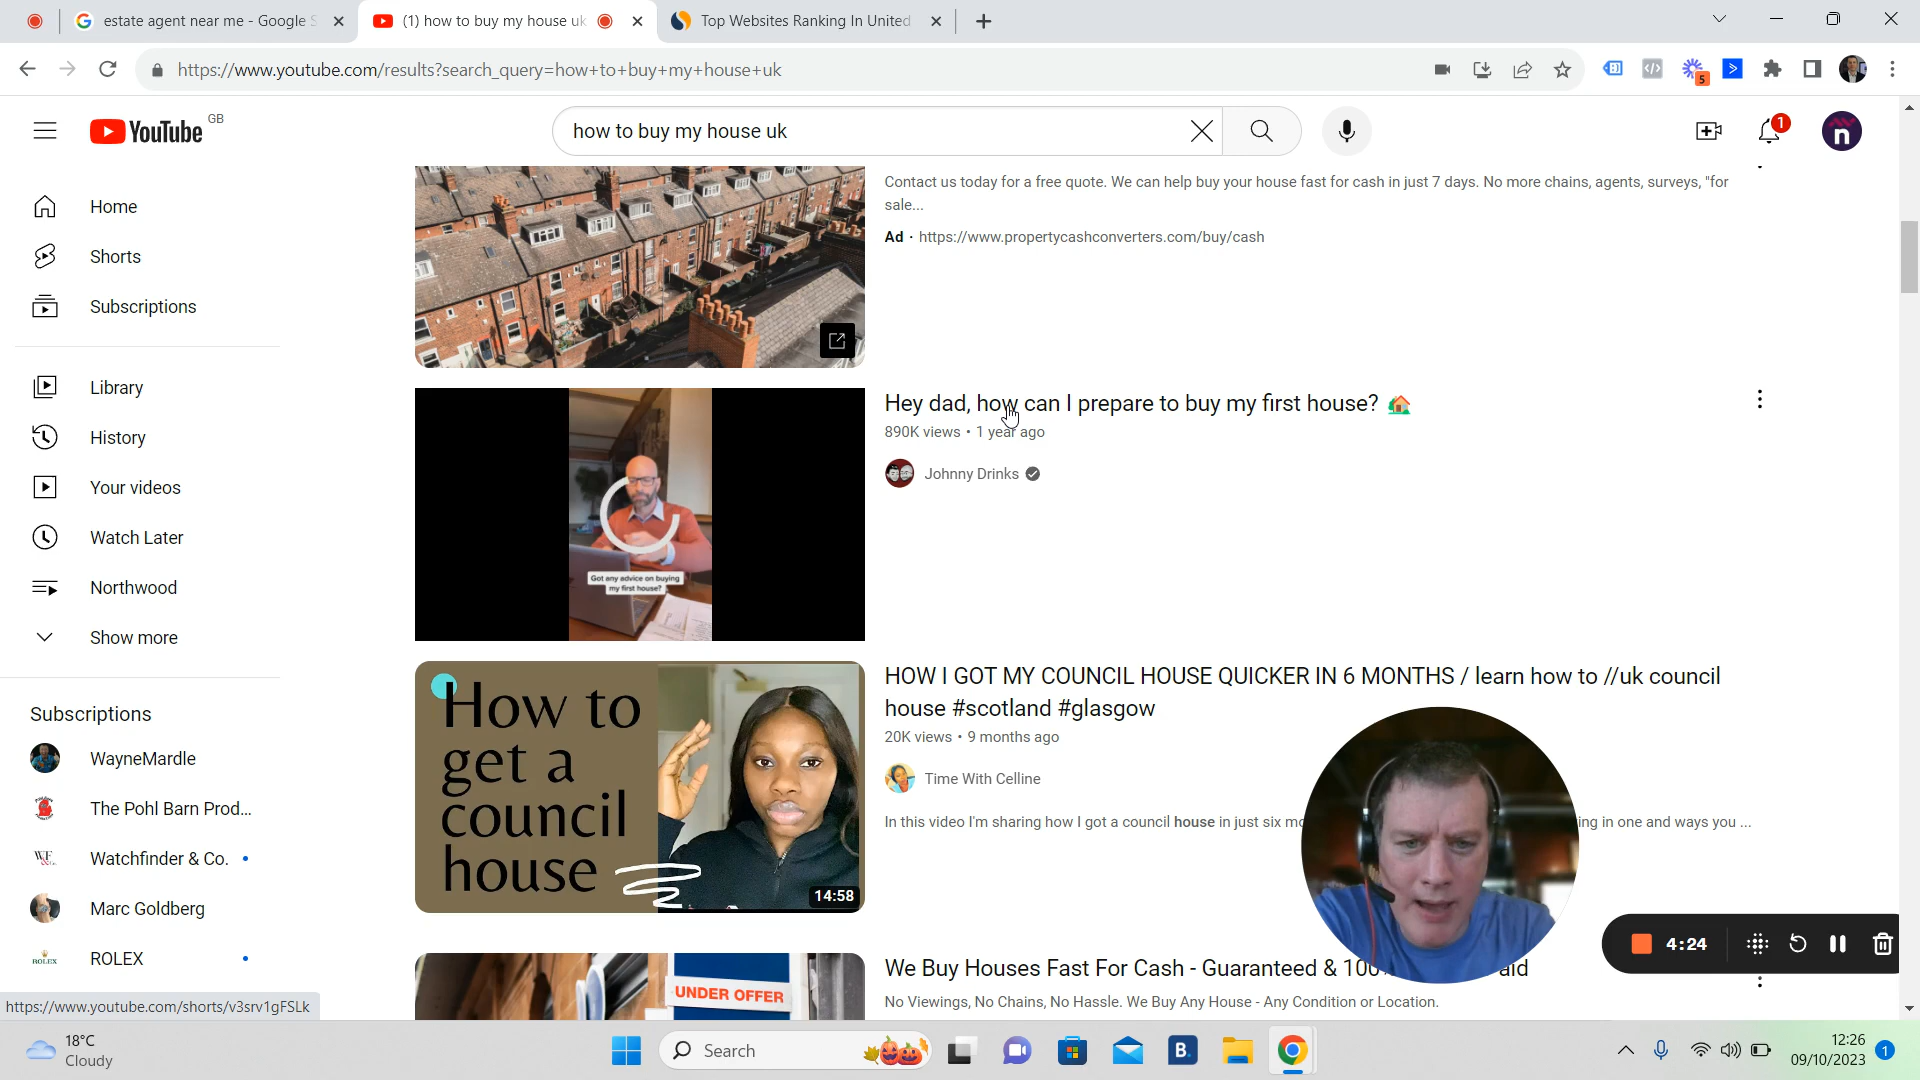 estate agent near me - Google S
(1) how to buy my house uk
Top Websites Ranking In United
https://www.youtube.com/results?search_query=how+to+buy+my+house+uk
5
YouTube GB
how to buy my house uk
1
n
Home
Shorts
Subscriptions
Library
History
Your videos
Watch Later
Northwood
Show more
Subscriptions
WayneMardle
The Pohl Barn Prod...
Watchfinder & Co.
Marc Goldberg
ROLEX
ROLEX
Contact us today for a free quote. We can help buy your house fast for cash in just 7 days. No more chains, agents, surveys, "for
sale...
Ad · https://www.propertycashconverters.com/buy/cash
Hey dad, how can I prepare to buy my first house?
890K views • 1 year ago
Johnny Drinks
Got any advice on buying
my first house?
How to
get a
council
house
14:58
HOW I GOT MY COUNCIL HOUSE QUICKER IN 6 MONTHS / learn how to //uk council
house #scotland #glasgow
20K views • 9 months ago
Time With Celline
In this video I'm sharing how I got a council house in just six mo
ing in one and ways you ...
UNDER OFFER
We Buy Houses Fast For Cash - Guaranteed & 100
aid
No Viewings, No Chains, No Hassle. We Buy Any House - Any Condition or Location.
4:24
https://www.youtube.com/shorts/v3srv1gFSLk
18°C
Cloudy
Search
B.
12:26
09/10/2023
1